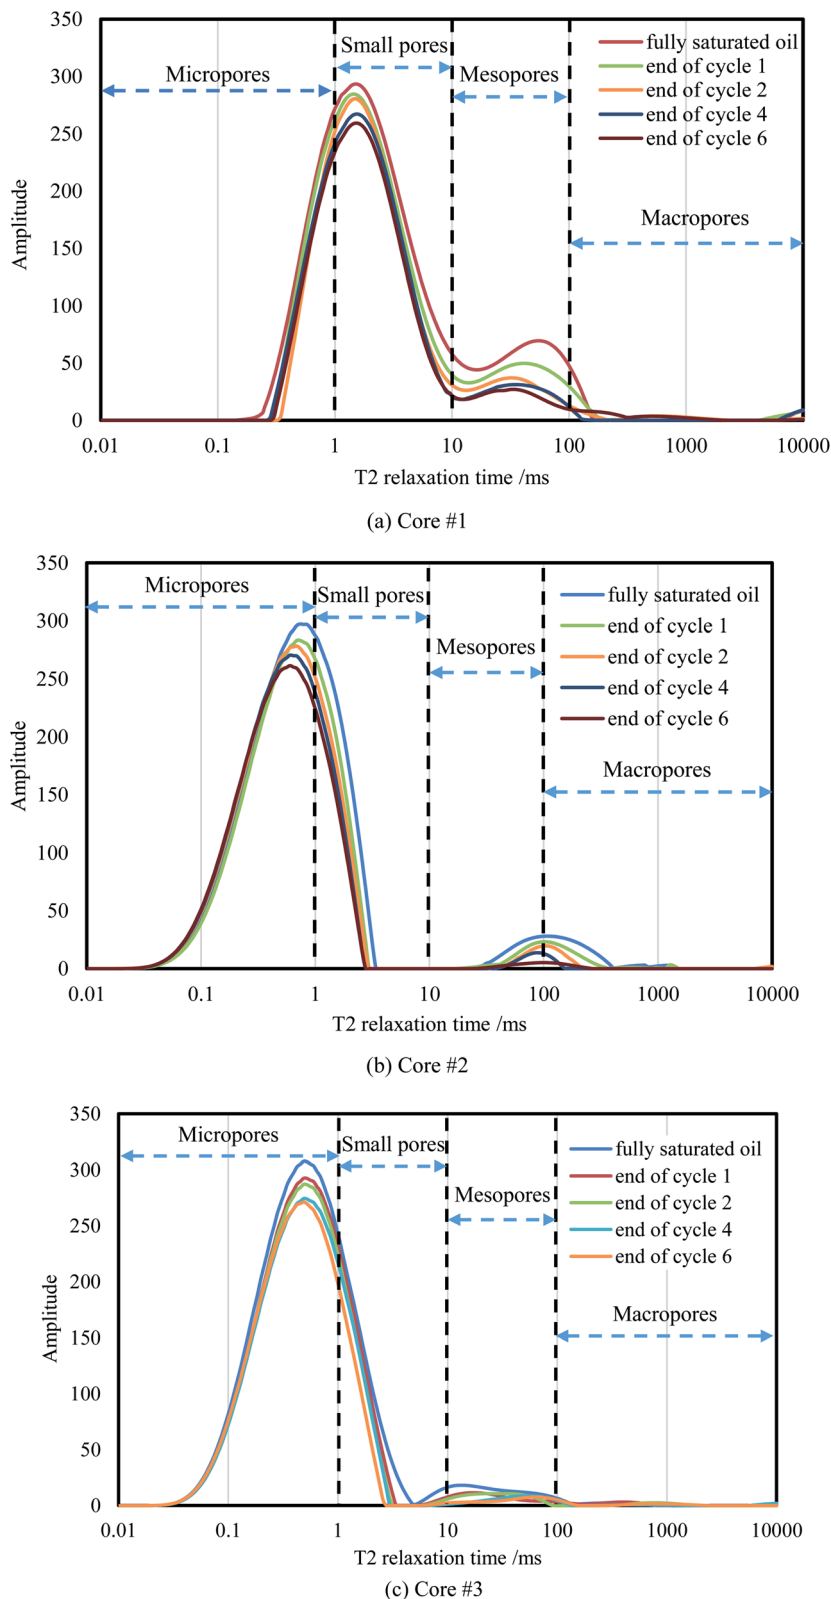 350
Small pores
fully saturated oil
Micropores
Mesopores
end of cycle 1
300
end of cycle 2
end of cycle 4
250
end of cycle 6
200
Macropores
Amplitude
150
100
50
0
0.01 0.1 1 10 100 1000 10000
T2 relaxation time /ms
(a) Core #1
350
Micropores
Small pores
fully saturated oil
300
end of cycle 1
Mesopores
end of cycle 2
250
end of cycle 4
end of cycle 6
200
Macropores
Amplitude
150
100
50
0
0.01 0.1 1 10 100 1000 10000
T2 relaxation time /ms
(b) Core #2
350
Micropores
Small pores
fully saturated oil
300
end of cycle 1
Mesopores
end of cycle 2
end of cycle 4
250
end of cycle 6
200
Macropores
Amplitude
150
100
50
0
0.01 0.1 1 10 100 1000 10000
T2 relaxation time /ms
(c) Core #3